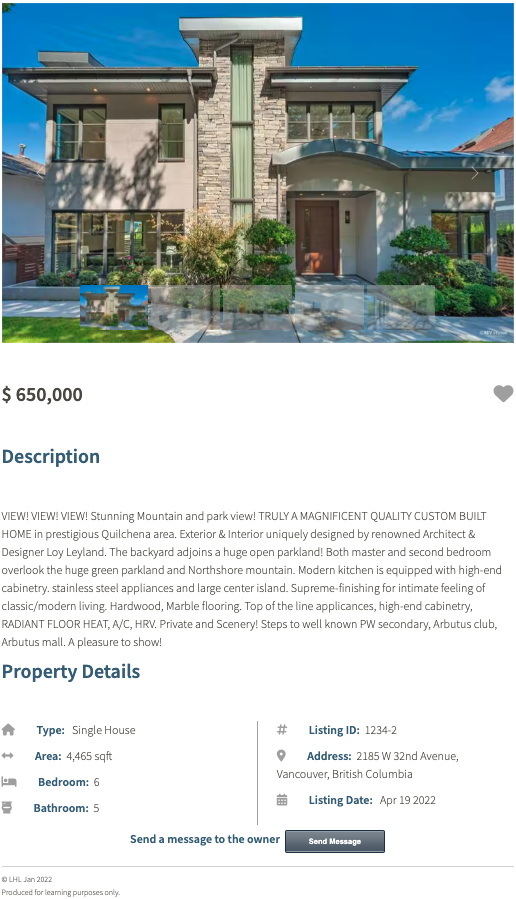 $ 650,000
Description
VIEW! VIEW! VIEW! Stunning Mountain and park view! TRULY A MAGNIFICENT QUALITY CUSTOM BUILT
HOME in prestigious Quilchena area. Exterior & Interior uniquely designed by renowned Architect &
Designer Loy Leyland. The backyard adjoins a huge open parkland! Both master and second bedroom
overlook the huge green parkland and Northshore mountain. Modern kitchen is equipped with high-end
cabinetry. stainless steel appliances and large center island. Supreme-finishing for intimate feeling of
classic/modern living. Hardwood, Marble flooring. Top of the line applicances, high-end cabinetry,
RADIANT FLOOR HEAT, A/C, HRV. Private and Scenery! Steps to well known PW secondary, Arbutus club,
Arbutus mall. A pleasure to show!
Property Details
Type: Single House
Area: 4,465 sqft
Bedroom: 6
Bathroom: 5
Listing ID: 1234-2
Address: 2185 W 32nd Avenue,
Vancouver, British Columbia
Listing Date: Apr 19 2022
Send a message to the owner Send Message
© LHL Jan 2022
Produced for learning purposes only.